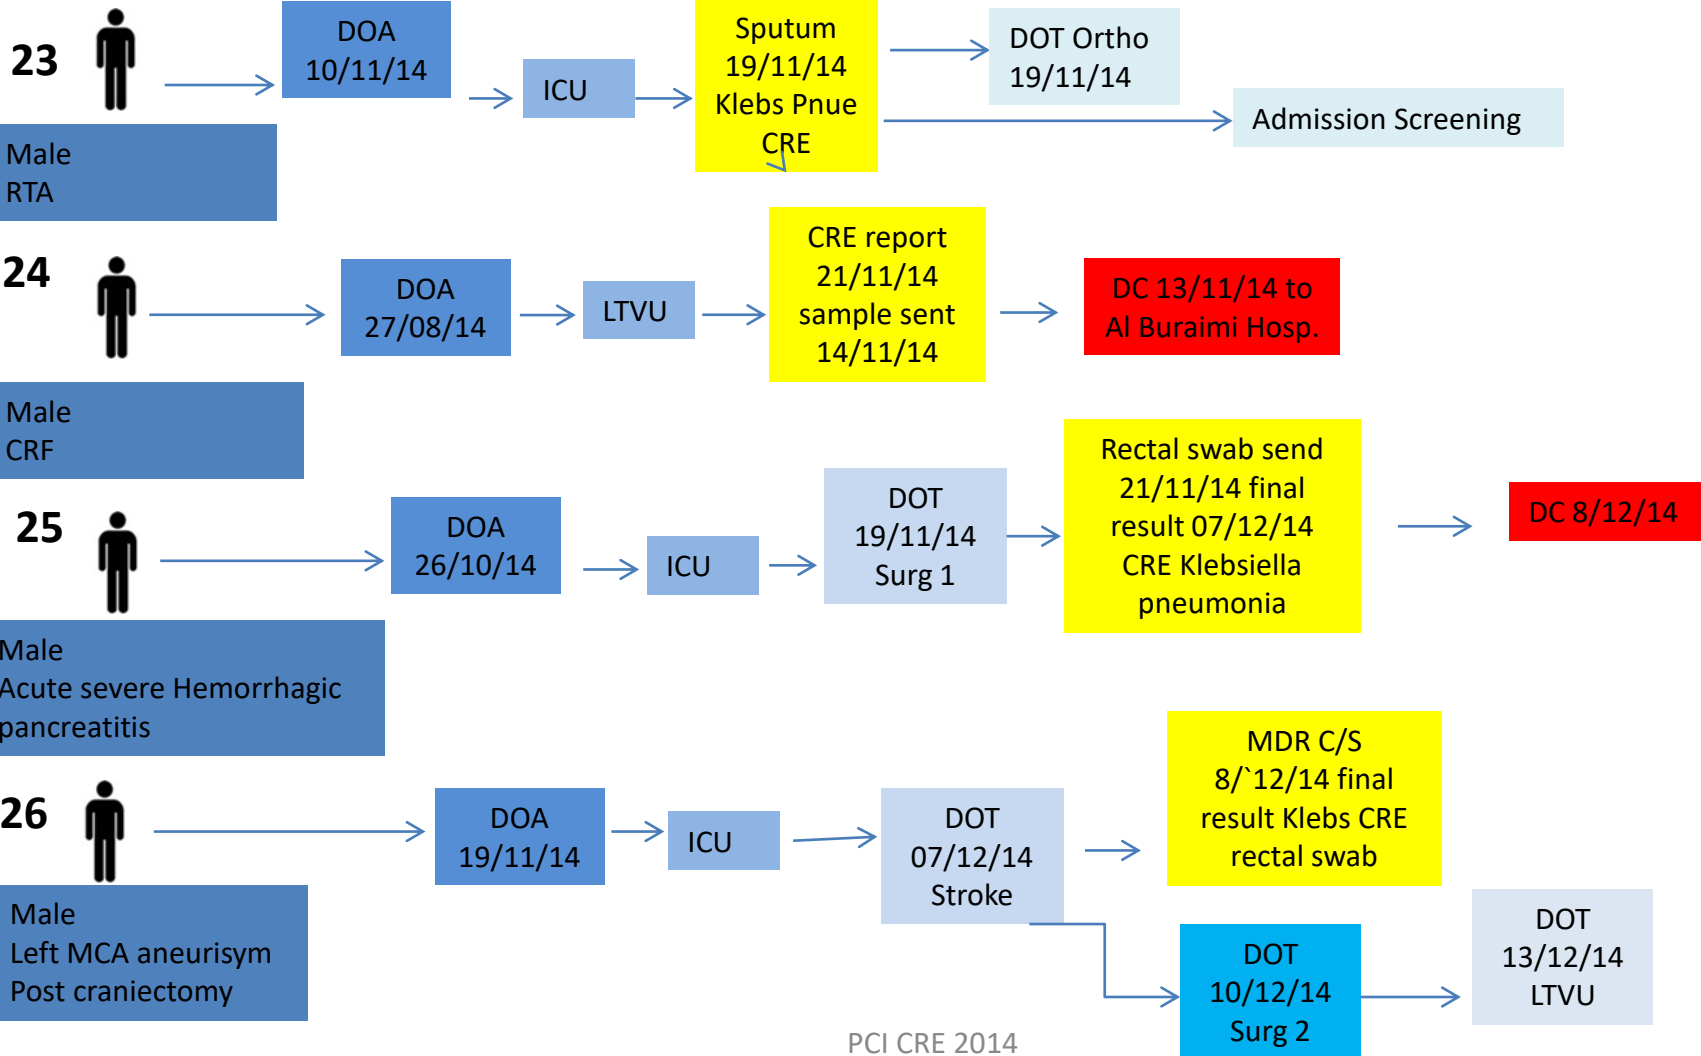 23
DOA
10/11/14
ICU
Sputum
19/11/14
Klebs Pnue
CRE
DOT Ortho
19/11/14
Admission Screening
Male
RTA
24
DOA
27/08/14
LTVU
CRE report
21/11/14
sample sent
14/11/14
DC 13/11/14 to
Al Buraimi Hosp.
Male
CRF
25
DOA
26/10/14
ICU
DOT
19/11/14
Surg 1
Rectal swab send
21/11/14 final
result 07/12/14
CRE Klebsiella
pneumonia
DC 8/12/14
Male
Acute severe Hemorrhagic
pancreatitis
26
DOA
19/11/14
ICU
DOT
07/12/14
Stroke
MDR C/S
8/`12/14 final
result Klebs CRE
rectal swab
Male
Left MCA aneurisym
Post craniectomy
DOT
10/12/14
Surg 2
DOT
13/12/14
LTVU
PCI CRE 2014